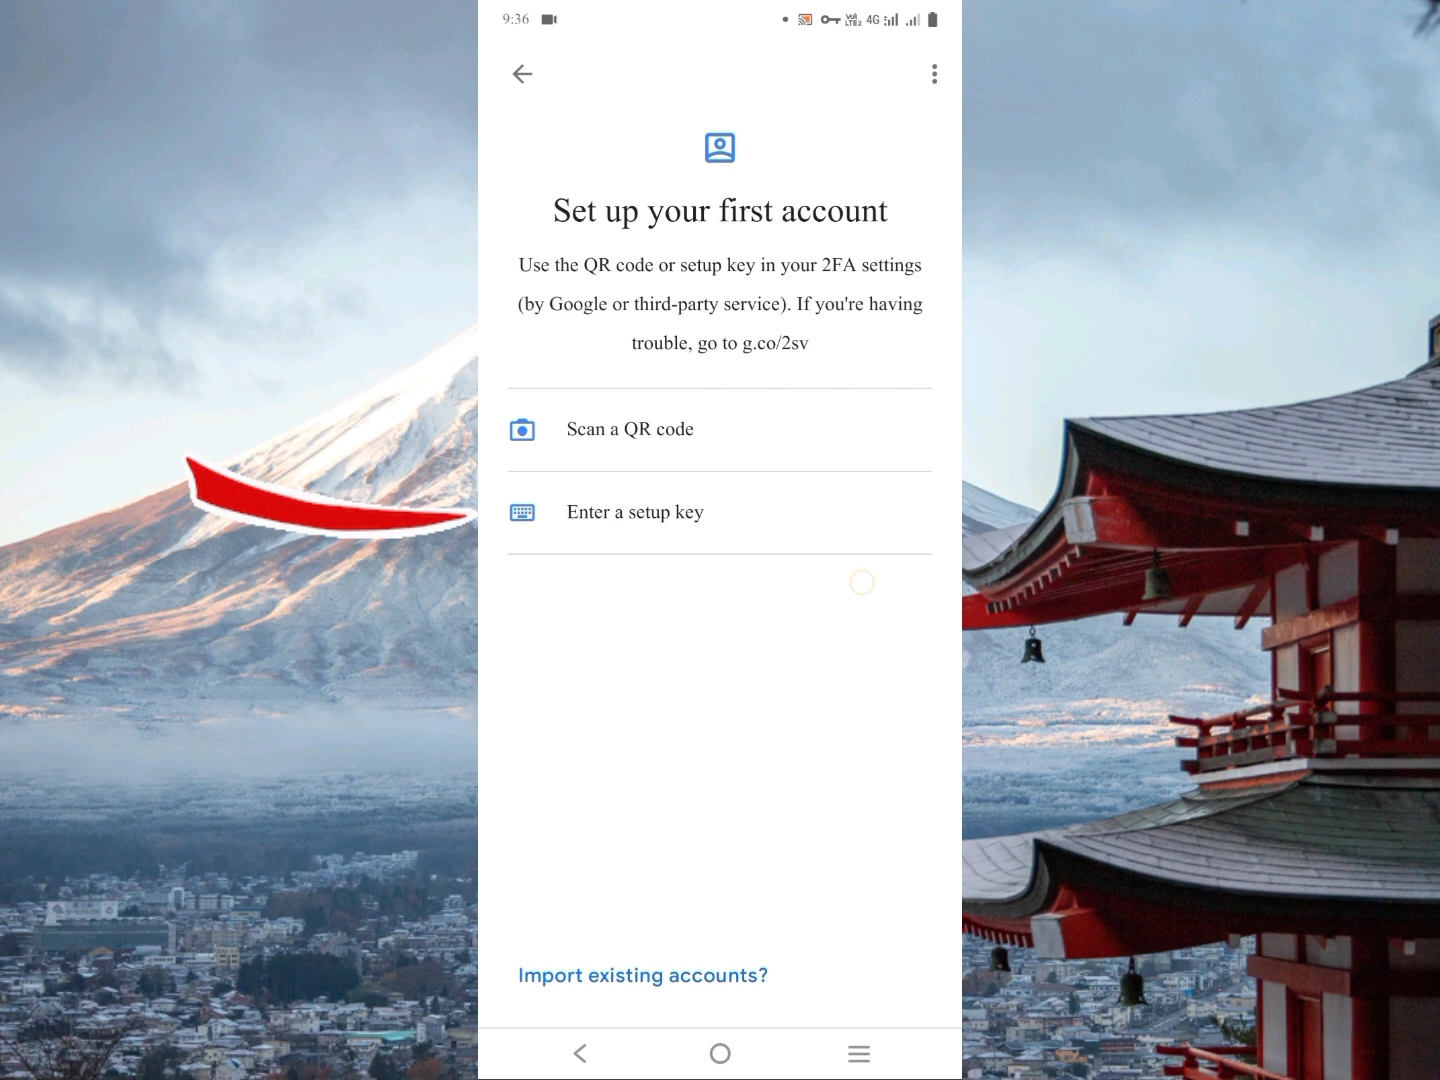 9:36
Vo)) LTE2 4G
Set up your first account
Use the QR code or setup key in your 2FA settings
(by Google or third-party service). If you're having
trouble, go to g.co/2sv
Scan a QR code
Enter a setup key
Import existing accounts?